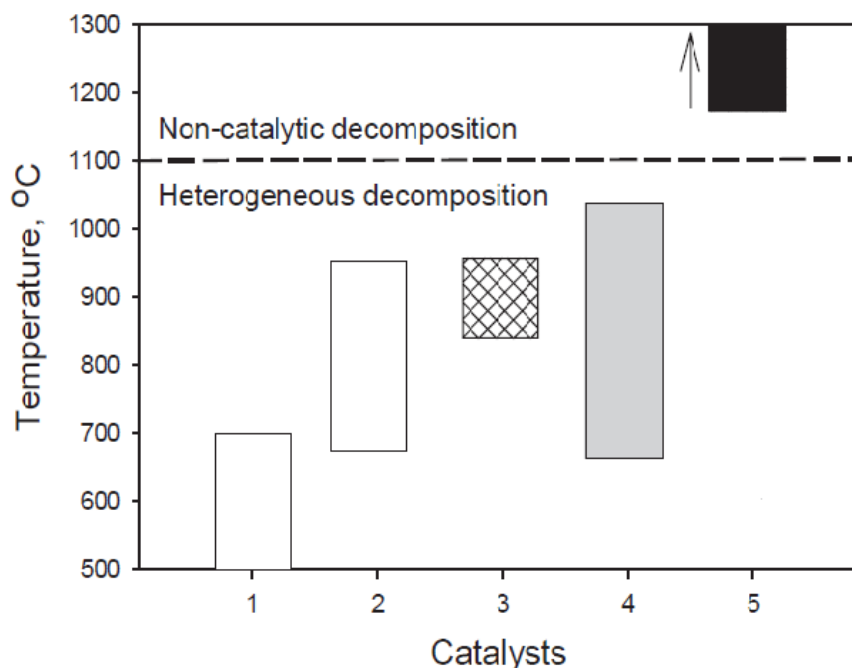 1300
1200
1100
1000
900
800
700
600
500
Temperature, ºC
Non-catalytic decomposition
Heterogeneous decomposition
1 2 3 4 5
Catalysts